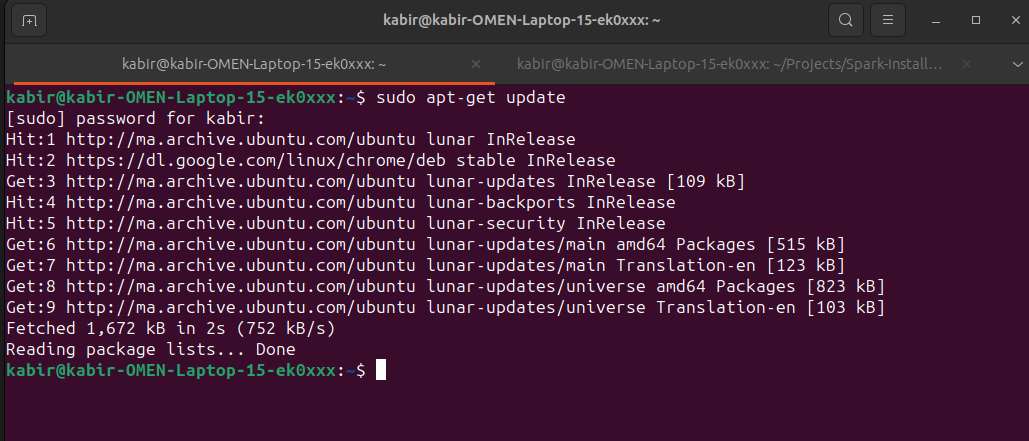 kabir@kabir-OMEN-Laptop-15-ek0xxx: ~
kabir@kabir-OMEN-Laptop-15-ek0xxx: ~
kabir@kabir-OMEN-Laptop-15-ek0xxx: ~/Projects/Spark-Install...
kabir@kabir-OMEN-Laptop-15-ek0xxx:~$ sudo apt-get update
[sudo] password for kabir:
Hit:1 http://ma.archive.ubuntu.com/ubuntu lunar InRelease
Hit:2 https://dl.google.com/linux/chrome/deb stable InRelease
Get:3 http://ma.archive.ubuntu.com/ubuntu lunar-updates InRelease [109 kB]
Hit:4 http://ma.archive.ubuntu.com/ubuntu lunar-backports InRelease
Hit:5 http://ma.archive.ubuntu.com/ubuntu lunar-security InRelease
Get:6 http://ma.archive.ubuntu.com/ubuntu lunar-updates/main amd64 Packages [515 kB]
Get:7 http://ma.archive.ubuntu.com/ubuntu lunar-updates/main Translation-en [123 kB]
Get:8 http://ma.archive.ubuntu.com/ubuntu lunar-updates/universe amd64 Packages [823 kB]
Get:9 http://ma.archive.ubuntu.com/ubuntu lunar-updates/universe Translation-en [103 kB]
Fetched 1,672 kB in 2s (752 kB/s)
Reading package lists... Done
kabir@kabir-OMEN-Laptop-15-ek0xxx:~$